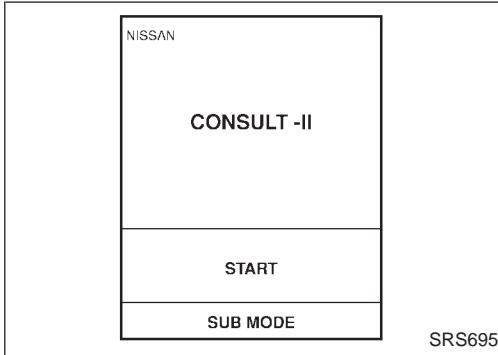 NISSAN
CONSULT -II
START
SUB MODE
SRS695